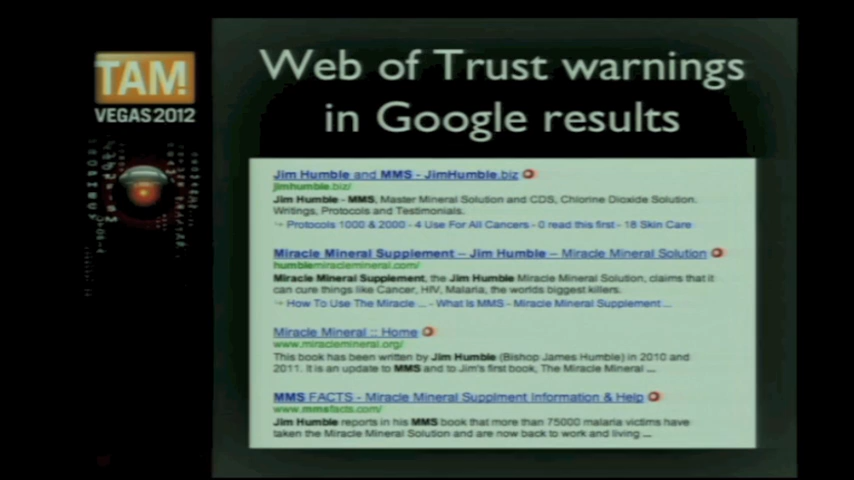 TAM!
VEGAS 2012
Web of Trust warnings
in Google results
Jim Humble and MMS - JimHumble.biz
jimhumble.biz/
Jim Humble - MMS, Master Mineral Solution and CDS, Chlorine Dioxide Solution.
Writings, Protocols and Testimonials.
Protocols 1000 & 2000 - 4 Use For All Cancers - 0 read this first - 18 Skin Care
Miracle Mineral Supplement – Jim Humble – Miracle Mineral Solution
humblemiraclemineral.com/
Miracle Mineral Supplement, the Jim Humble Miracle Mineral Solution, claims that it
can cure things like Cancer, HIV, Malaria, the worlds biggest killers.
How To Use The Miracle ... - What Is MMS - Miracle Mineral Supplement ...
Miracle Mineral :: Home
www.miraclemineral.org/
This book has been written by Jim Humble (Bishop James Humble) in 2010 and
2011. It is an update to MMS and to Jim's first book, The Miracle Mineral ...
MMS FACTS - Miracle Mineral Supplment Information & Help
www.mmsfacts.com/
Jim Humble reports in his MMS book that more than 75000 malaria victims have
taken the Miracle Mineral Solution and are now back to work and living ...